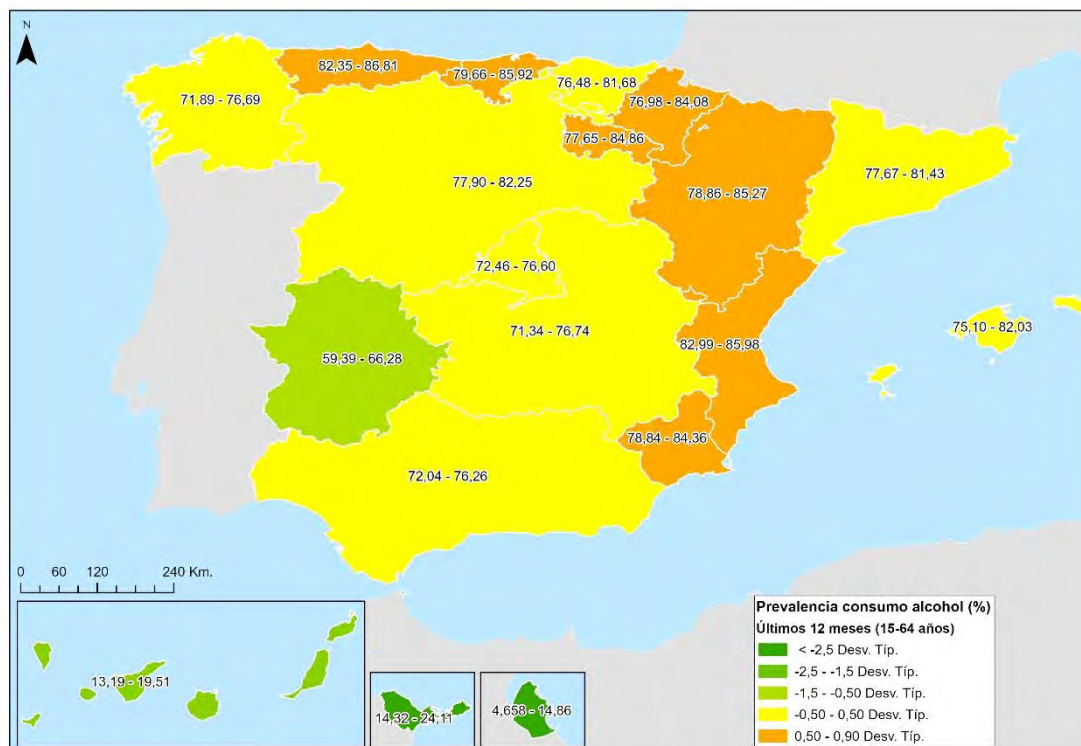 N
82,35 - 86,81
79,66 - 85,92
76,48 - 81,68
71,89 - 76,69
76,98 - 84,08
77,65 - 84,86
77,90 - 82,25
78,86 - 85,27
77,67 - 81,43
72,46 - 76,60
71,34 - 76,74
75,10 - 82,03
59,39 - 66,28
82,99 - 85,98
78,84 - 84,36
72,04 - 76,26
0 60 120 240 Km.
13,19 - 19,51
14,32 - 24,11
4,658 - 14,86
Prevalencia consumo alcohol (%)
Últimos 12 meses (15-64 años)
< -2,5 Desv. Típ.
-2,5 - -1,5 Desv. Típ.
-1,5 - -0,50 Desv. Típ.
-0,50 - 0,50 Desv. Típ.
0,50 - 0,90 Desv. Típ.